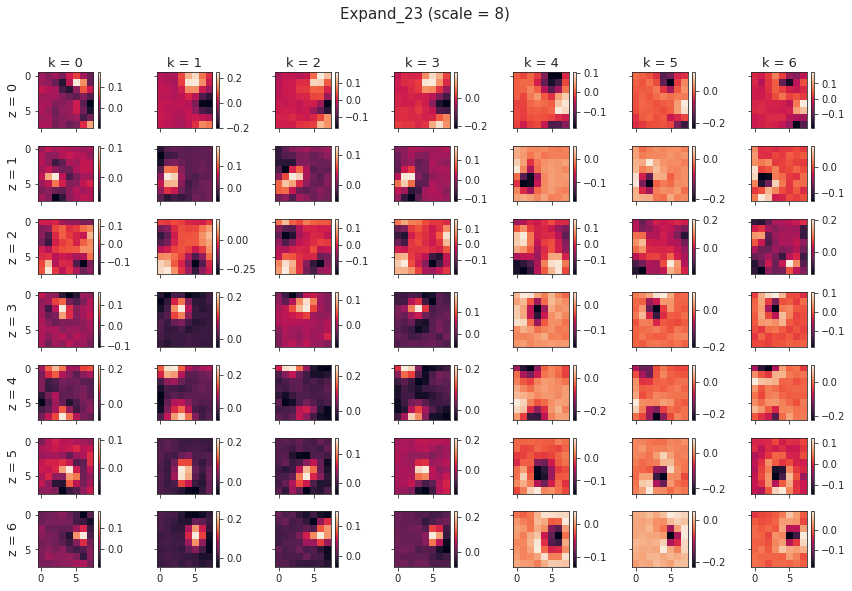 Expand_23 (scale = 8)
k = 0 k = 1 k = 2 k = 3 k = 4 k = 5 k = 6
z = 0
0 0.1 0.2 0.1 0.0 0.1 0.0 0.1
5 0.0 0.0 0.0 −0.2 0.0 −0.2 0.0
−0.2 −0.1 −0.1 −0.1
z = 1
0 0.1 0.1 0.1 0.1 0.0 0.0 0.0
5 0.0 0.0 0.0 0.0 −0.1 −0.2 −0.1
−0.1
z = 2
0 0.1 0.00 0.1 0.1 0.1 0.2 0.2
5 0.0 −0.25 0.0 0.0 0.0 0.0 0.0
−0.1 −0.1 −0.1 −0.1
z = 3
0 0.1 0.2 0.1 0.1 0.0 0.0 0.1
5 0.0 0.0 0.0 0.0 −0.1 −0.2 0.0
−0.1 −0.1
z = 4
0 0.2 0.2 0.2 0.2 0.0 0.0 0.0
5 0.0 0.0 0.0 0.0 −0.2 −0.2 −0.2
z = 5
0 0.1 0.2 0.1 0.2 0.1 0.0 0.1
5 0.0 0.0 0.0 0.0 0.0 −0.2 0.0
−0.1 −0.1
z = 6
0 0.1 0.2 0.1 0.2 0.0 0.0 0.0
5 0.0 0.0 0.0 0.0 −0.1 −0.2 −0.1
0 5 0 5 0 5 0 5 0 5 0 5 0 5